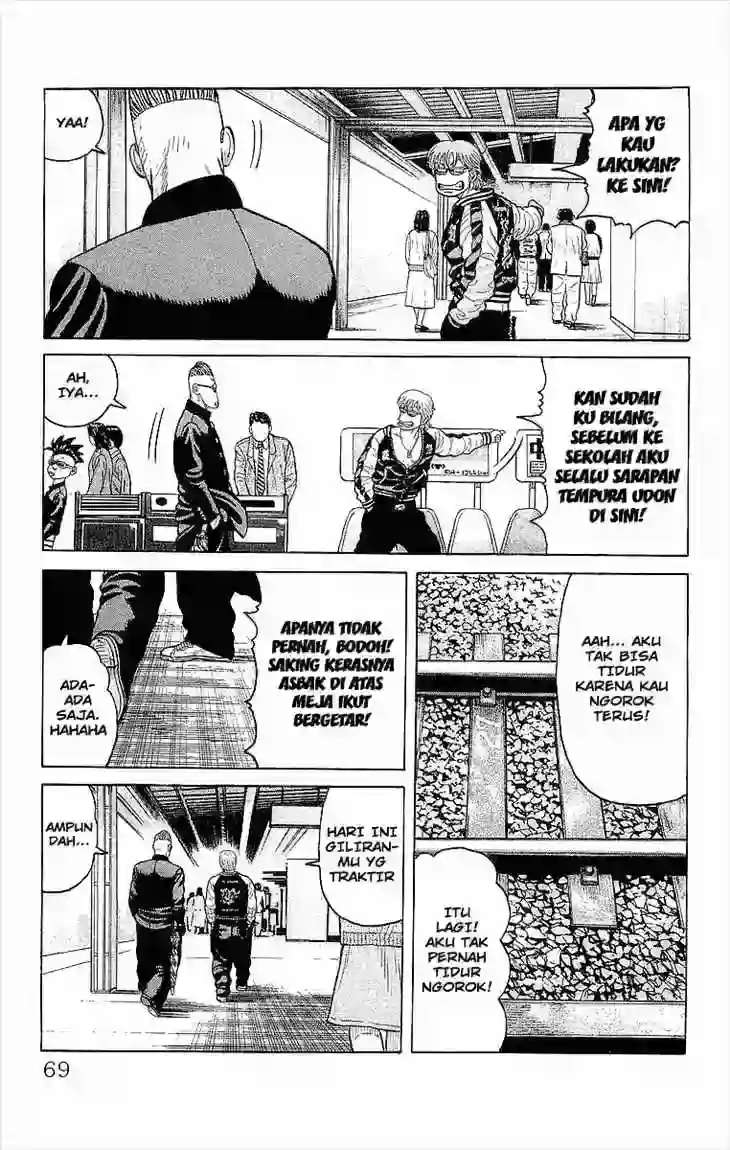 APA YG
KAU
LAKUKAN?
KE SINI!
YAA!
KAN SUDAH
KU BILANG,
SEBELUM KE
SEKOLAH AKU
SELALU SARAPAN
TEMPURA UDON
DI SINI!
AH,
IYA...
AAH... AKU
TAK BISA
TIDUR
KARENA KAU
NGOROK
TERUS!
ITU
LAGI!
AKU TAK
PERNAH
TIDUR
NGOROK!
APANYA TIDAK
PERNAH, BODOH!
SAKING KERASNYA
ASBAK DI ATAS
MEJA IKUT
BERGETAR!
ADA-
ADA
SAJA.
HAHAHA
HARI INI
GILIRAN-
MU YG
TRAKTIR
AMPUN
DAH...
69